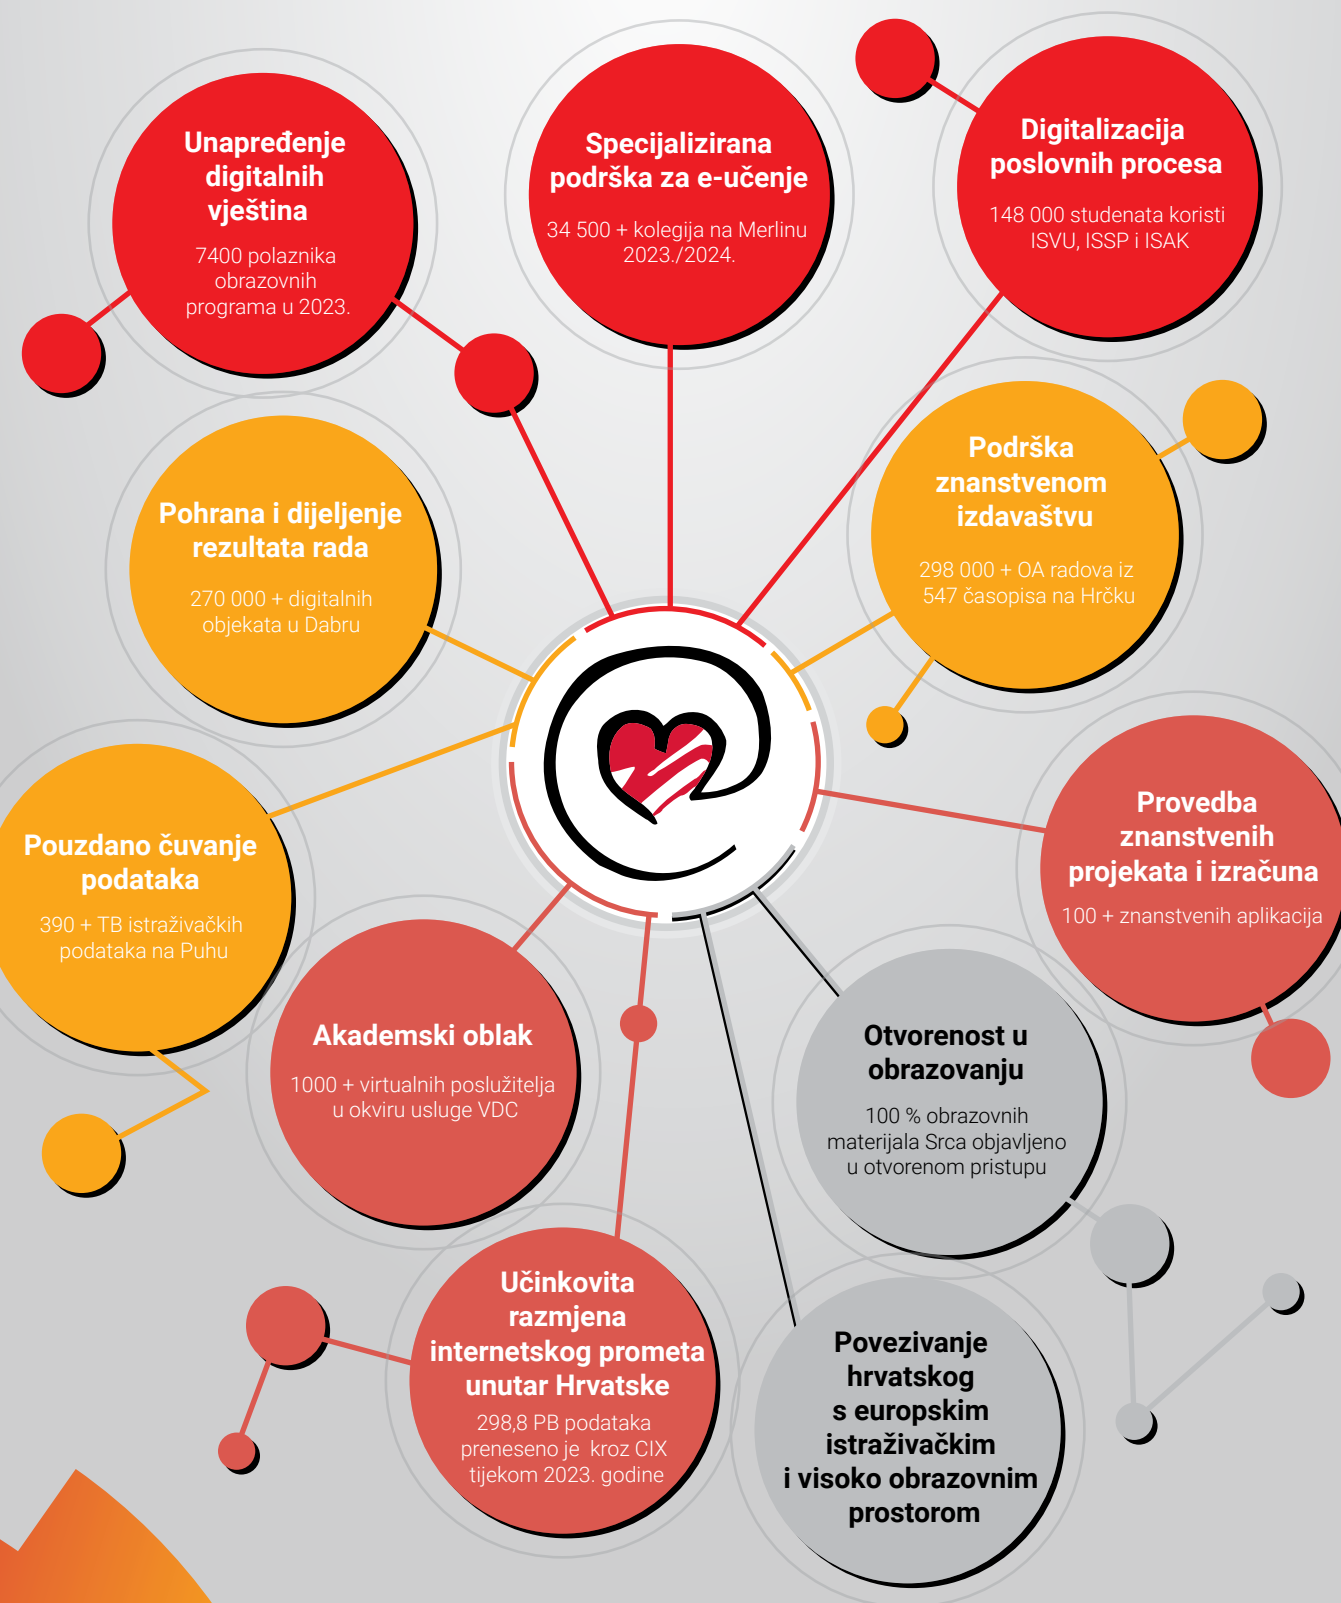 Unapređenje
digitalnih
vještina
7400 polaznika
obrazovnih
programa u 2023.
Specijalizirana
podrška za e-učenje
34 500 + kolegija na Merlinu
2023./2024.
Digitalizacija
poslovnih procesa
148 000 studenata koristi
ISVU, ISSP i ISAK
Pohrana i dijeljenje
rezultata rada
270 000 + digitalnih
objekata u Dabru
Podrška
znanstvenom
izdavaštvu
298 000 + OA radova iz
547 časopisa na Hrčku
Pouzdano čuvanje
podataka
390 + TB istraživačkih
podataka na Puhu
Provedba
znanstvenih
projekata i izračuna
100 + znanstvenih aplikacija
Akademski oblak
1000 + virtualnih poslužitelja
u okviru usluge VDC
Otvorenost u
obrazovanju
100 % obrazovnih
materijala Srca objavljeno
u otvorenom pristupu
Učinkovita
razmjena
internetskog prometa
unutar Hrvatske
298,8 PB podataka
preneseno je kroz CIX
tijekom 2023. godine
Povezivanje
hrvatskog
s europskim
istraživačkim
i visoko obrazovnim
prostorom